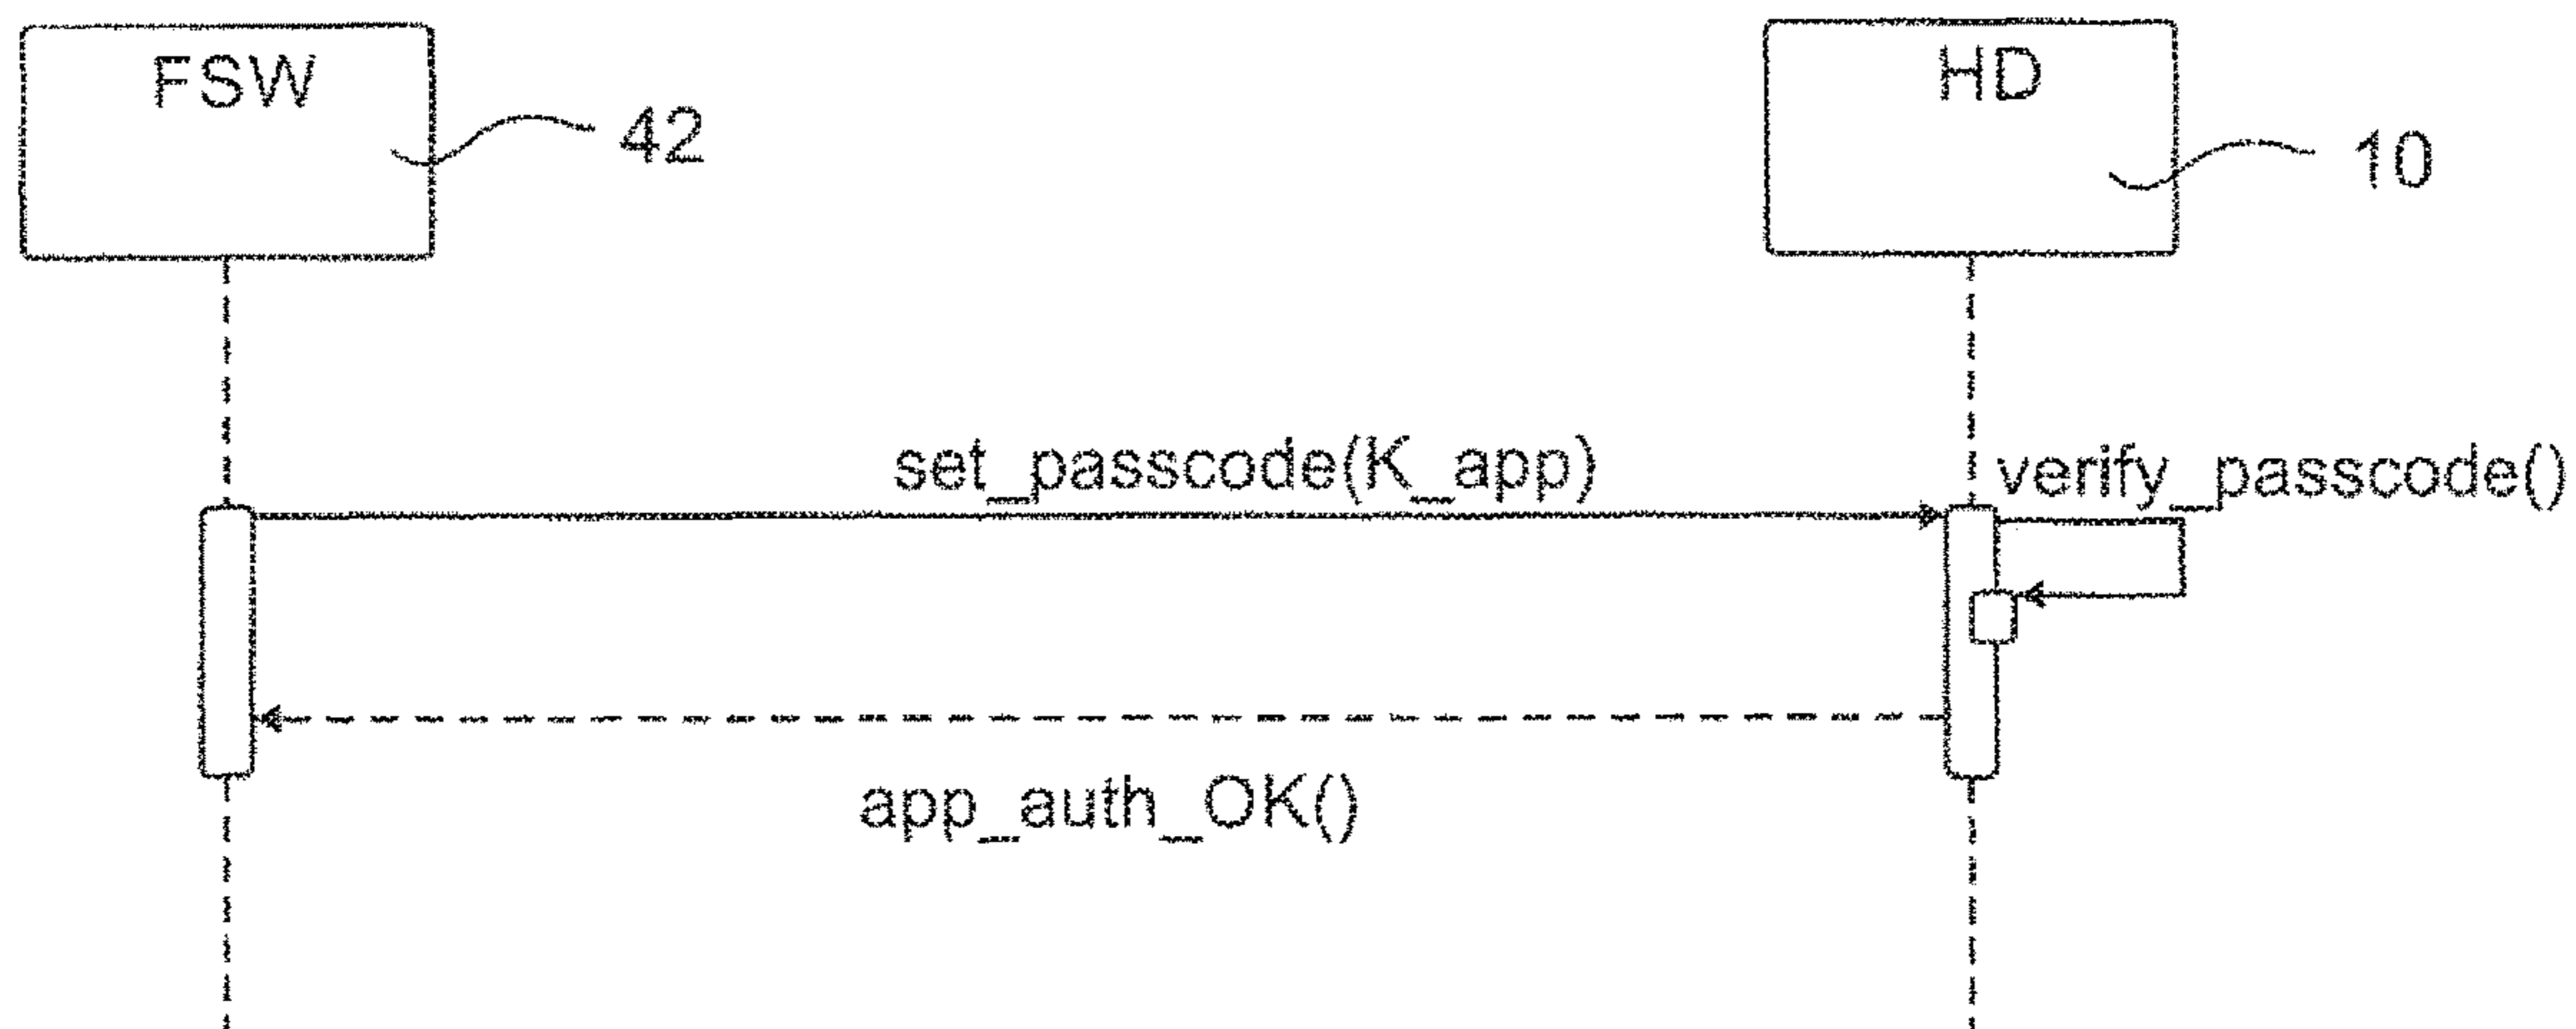 FSW
42
HD
10
set_passcode(K_app)
verify_passcode()
app_auth_OK()